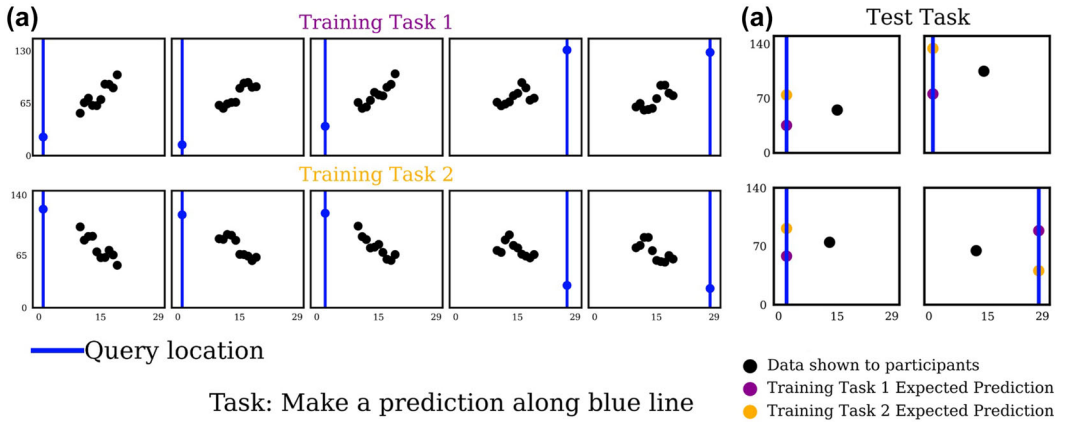 (a)
Training Task 1
130
65
0
Training Task 2
140
65
0
0 15 29 0 15 29 0 15 29 0 15 29 0 15 29
Query location
Task: Make a prediction along blue line
(a)
Test Task
140
70
0
140
70
0
0 15 29 0 15 29
Data shown to participants
Training Task 1 Expected Prediction
Training Task 2 Expected Prediction